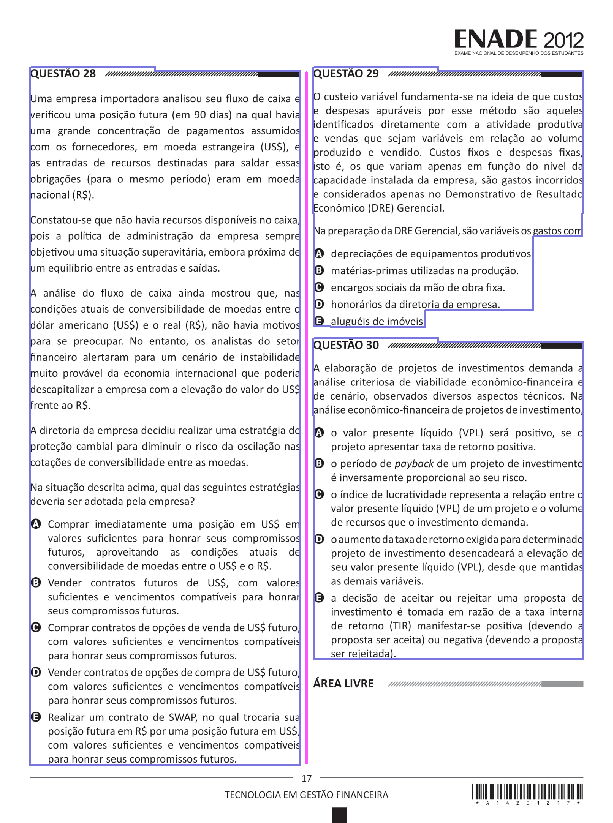 ENADE 2012
EXAME NACIONAL DE DESEMPENHO DOS ESTUDANTES
QUESTÃO 28
Uma empresa importadora analisou seu fluxo de caixa e
verificou uma posição futura (em 90 dias) na qual havia
uma grande concentração de pagamentos assumidos
com os fornecedores, em moeda estrangeira (US$), e
as entradas de recursos destinadas para saldar essas
obrigações (para o mesmo período) eram em moeda
nacional (R$).
Constatou-se que não havia recursos disponíveis no caixa,
pois a política de administração da empresa sempre
objetivou uma situação superavitária, embora próxima de
um equilíbrio entre as entradas e saídas.
A análise do fluxo de caixa ainda mostrou que, nas
condições atuais de conversibilidade de moedas entre o
dólar americano (US$) e o real (R$), não havia motivos
para se preocupar. No entanto, os analistas do setor
financeiro alertaram para um cenário de instabilidade
muito provável da economia internacional que poderia
descapitalizar a empresa com a elevação do valor do US$
frente ao R$.
A diretoria da empresa decidiu realizar uma estratégia de
proteção cambial para diminuir o risco da oscilação nas
cotações de conversibilidade entre as moedas.
Na situação descrita acima, qual das seguintes estratégias
deveria ser adotada pela empresa?
A Comprar imediatamente uma posição em US$ em
valores suficientes para honrar seus compromissos
futuros, aproveitando as condições atuais de
conversibilidade de moedas entre o US$ e o R$.
B Vender contratos futuros de US$, com valores
suficientes e vencimentos compatíveis para honrar
seus compromissos futuros.
C Comprar contratos de opções de venda de US$ futuro,
com valores suficientes e vencimentos compatíveis
para honrar seus compromissos futuros.
D Vender contratos de opções de compra de US$ futuro,
com valores suficientes e vencimentos compatíveis
para honrar seus compromissos futuros.
E Realizar um contrato de SWAP, no qual trocaria sua
posição futura em R$ por uma posição futura em US$,
com valores suficientes e vencimentos compatíveis
para honrar seus compromissos futuros.
QUESTÃO 29
O custeio variável fundamenta-se na ideia de que custos
e despesas apuráveis por esse método são aqueles
identificados diretamente com a atividade produtiva
e vendas que sejam variáveis em relação ao volume
produzido e vendido. Custos fixos e despesas fixas,
isto é, os que variam apenas em função do nível da
capacidade instalada da empresa, são gastos incorridos
e considerados apenas no Demonstrativo de Resultado
Econômico (DRE) Gerencial.
Na preparação da DRE Gerencial, são variáveis os gastos com
A depreciações de equipamentos produtivos
B matérias-primas utilizadas na produção.
C encargos sociais da mão de obra fixa.
D honorários da diretoria da empresa.
E aluguéis de imóveis
QUESTÃO 30
A elaboração de projetos de investimentos demanda a
análise criteriosa de viabilidade econômico-financeira e
de cenário, observados diversos aspectos técnicos. Na
análise econômico-financeira de projetos de investimento,
A o valor presente líquido (VPL) será positivo, se o
projeto apresentar taxa de retorno positiva.
B o período de payback de um projeto de investimento
é inversamente proporcional ao seu risco.
C o índice de lucratividade representa a relação entre o
valor presente líquido (VPL) de um projeto e o volume
de recursos que o investimento demanda.
D o aumento da taxa de retorno exigida para determinado
projeto de investimento desencadeará a elevação de
seu valor presente líquido (VPL), desde que mantidas
as demais variáveis.
E a decisão de aceitar ou rejeitar uma proposta de
investimento é tomada em razão de a taxa interna
de retorno (TIR) manifestar-se positiva (devendo a
proposta ser aceita) ou negativa (devendo a proposta
ser rejeitada).
ÁREA LIVRE
17
TECNOLOGIA EM GESTÃO FINANCEIRA
* A 1 4 2 0 1 2 1 7 *